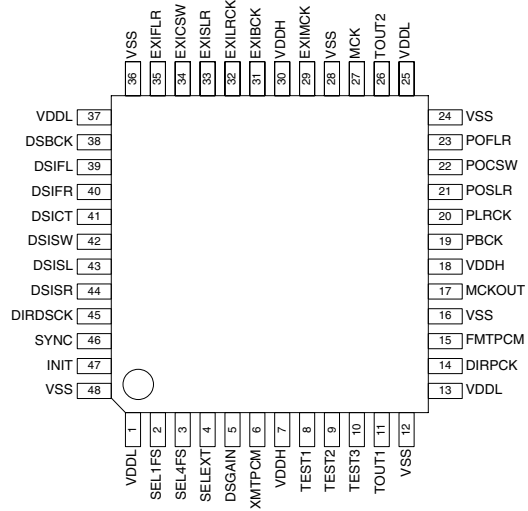 VSS
EXIFLR
EXICSW
EXISLR
EXILRCK
EXIBCK
VDDH
EXIMCK
VSS
MCK
TOUT2
VDDL
36 35 34 33 32 31 30 29 28 27 26 25
VDDL 37
DSBCK 38
DSIFL 39
DSIFR 40
DSICT 41
DSISW 42
DSISL 43
DSISR 44
DIRDSCK 45
SYNC 46
INIT 47
VSS 48
24 VSS
23 POFLR
22 POCSW
21 POSLR
20 PLRCK
19 PBCK
18 VDDH
17 MCKOUT
16 VSS
15 FMTPCM
14 DIRPCK
13 VDDL
1 2 3 4 5 6 7 8 9 10 11 12
VDDL
SEL1FS
SEL4FS
SELEXT
DSGAIN
XMTPCM
VDDH
TEST1
TEST2
TEST3
TOUT1
VSS